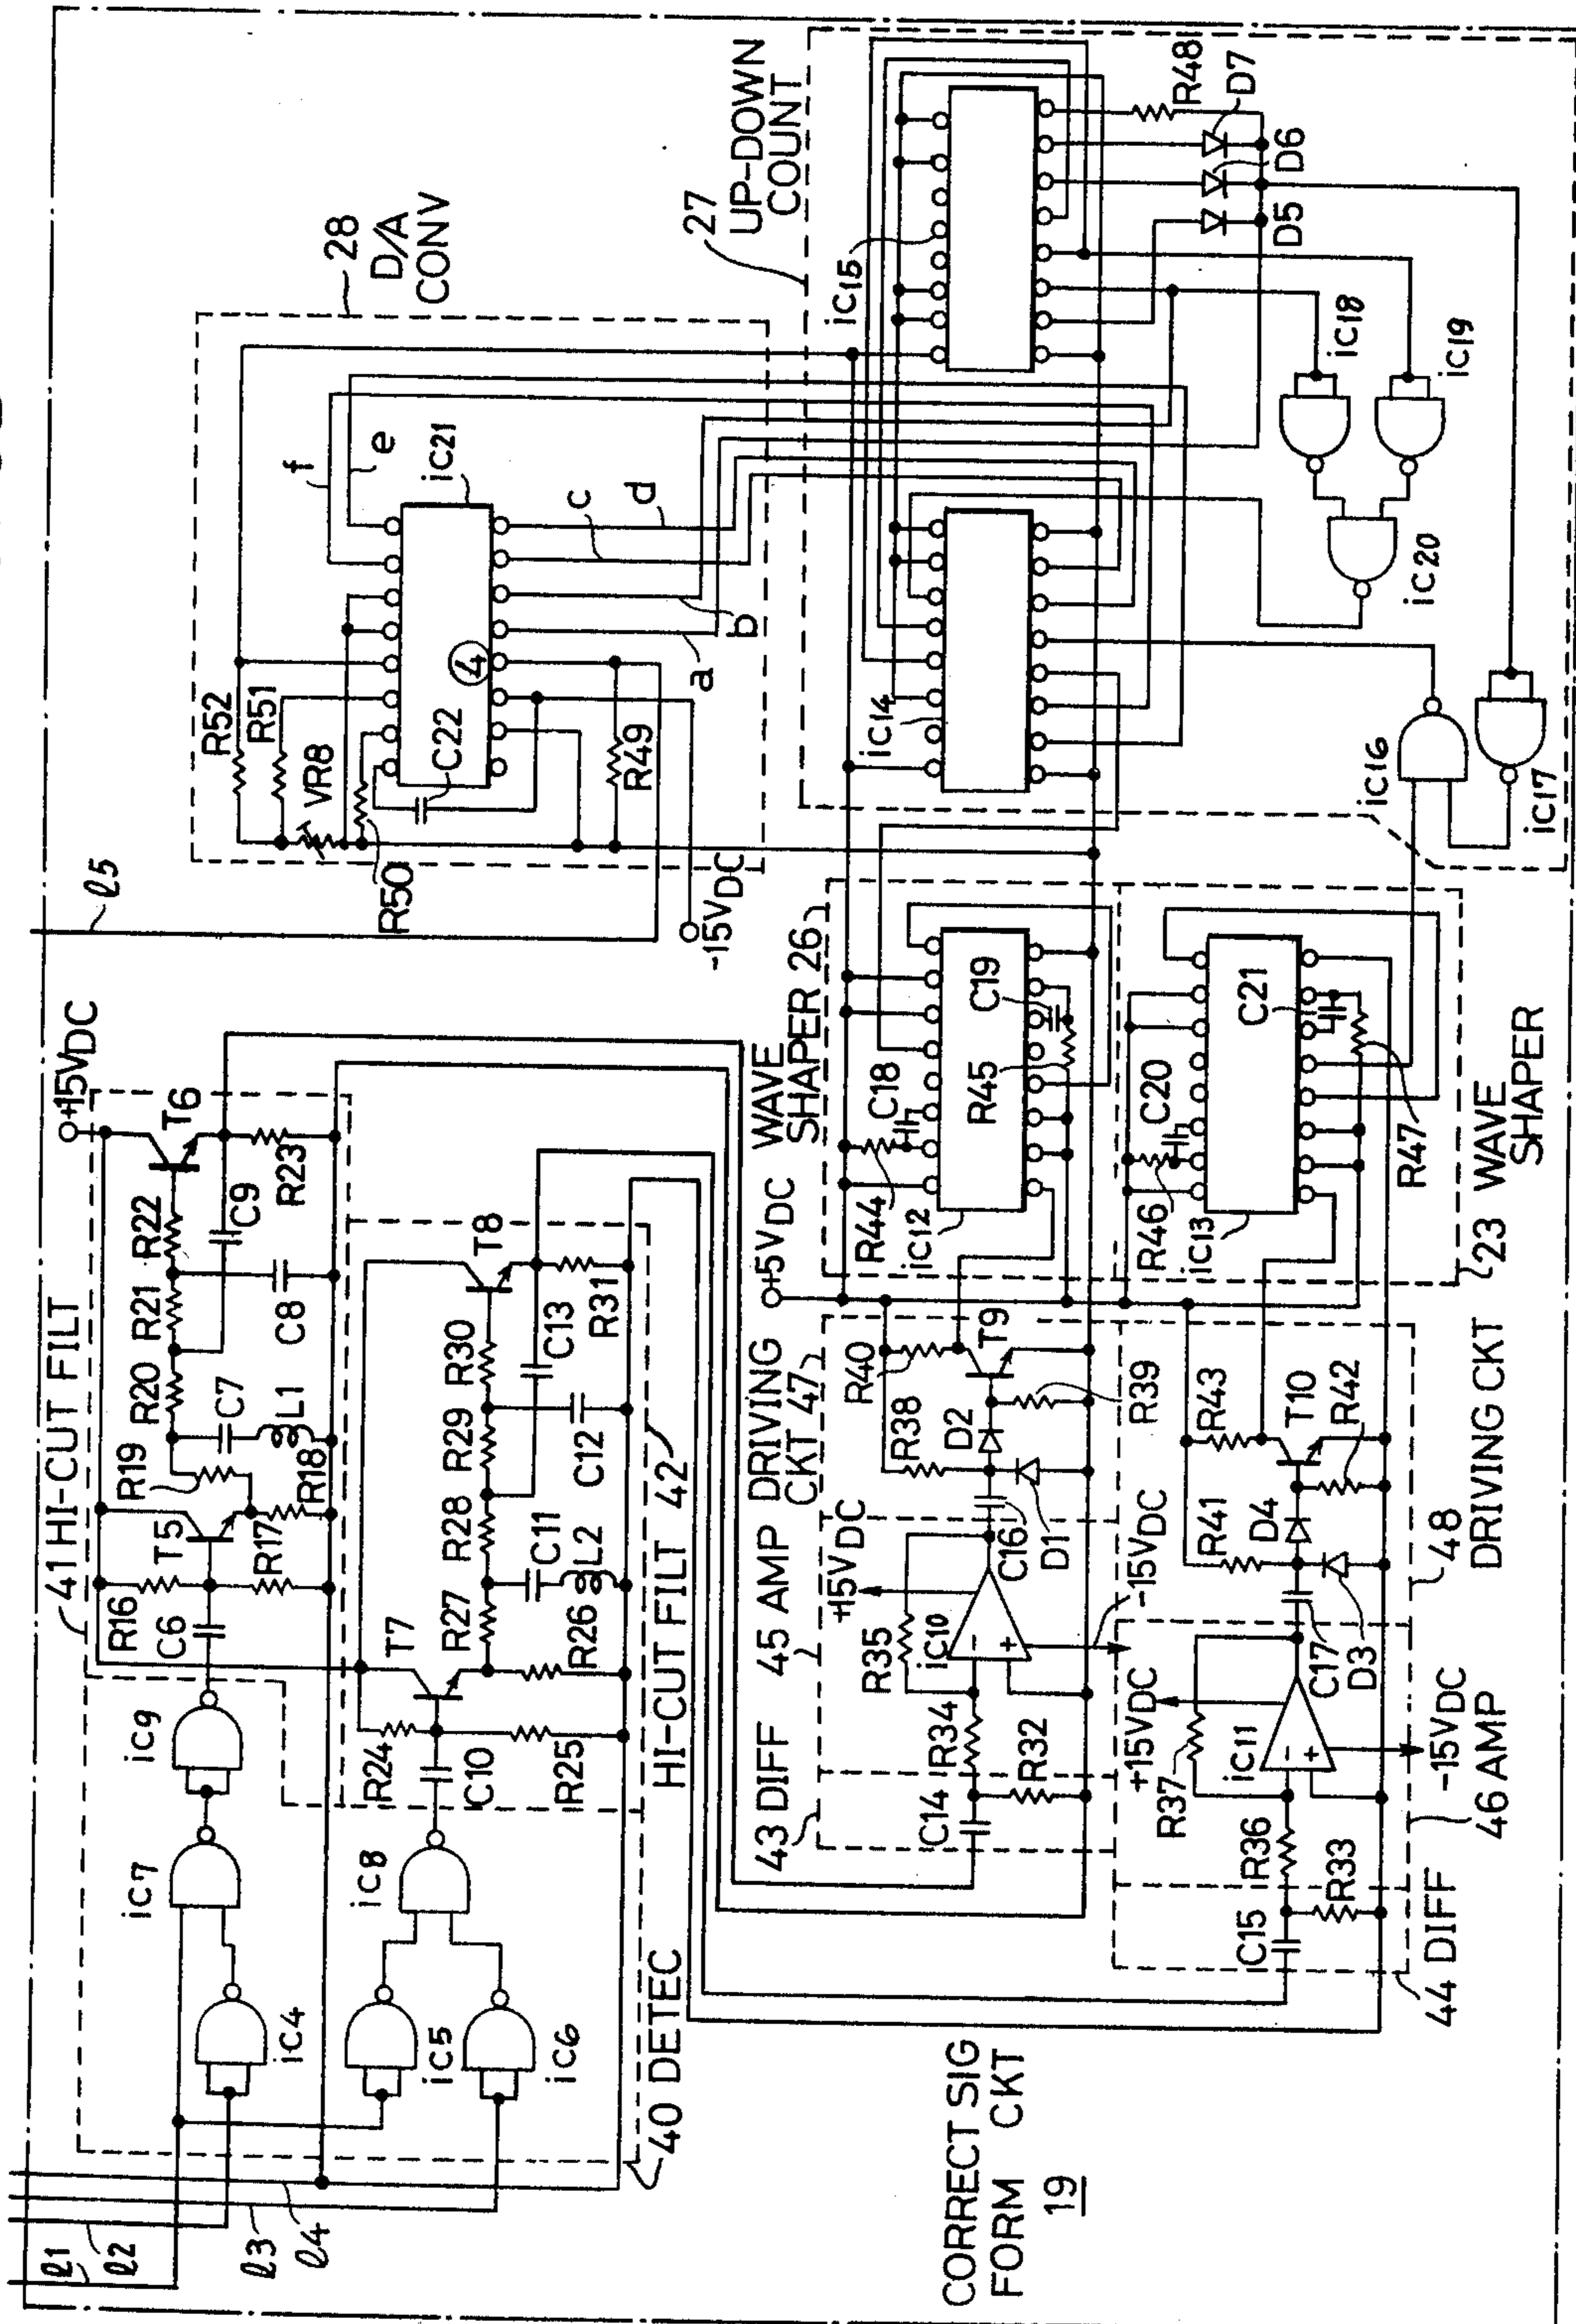 ℓ1
ℓ2
ℓ3
ℓ4
ℓ5
40 DETEC
iC4
iC5
iC6
iC7
iC8
iC9
41 HI-CUT FILT
+15VDC
R16
C6
T5
R17
R18
R19
C7
L1
R20
R21
C8
R22
C9
T6
R23
HI-CUT FILT 42
R24
C10
R25
T7
R26
R27
C11
L2
R28
R29
C12
R30
C13
T8
R31
28
D/A
CONV
R52
R51
VR8
R50
C22
R49
iC21
4
a
b
c
d
e
f
-15VDC
CORRECT SIG
FORM CKT
19
43 DIFF
C14
R32
45 AMP
R34
R35
iC10
+15VDC
-15VDC
DRIVING
CKT 47
C16
D1
D2
R38
R39
R40
T9
+5VDC
WAVE
SHAPER 26
R44
C18
iC12
R45
C19
44 DIFF
C15
R33
46 AMP
R36
R37
iC11
+15VDC
-15VDC
48
DRIVING CKT
C17
D3
D4
R41
R42
R43
T10
23 WAVE
SHAPER
R46
C20
iC13
C21
R47
27
UP-DOWN
COUNT
iC14
iC15
iC16
iC17
iC18
iC19
iC20
D5
D6
D7
R48